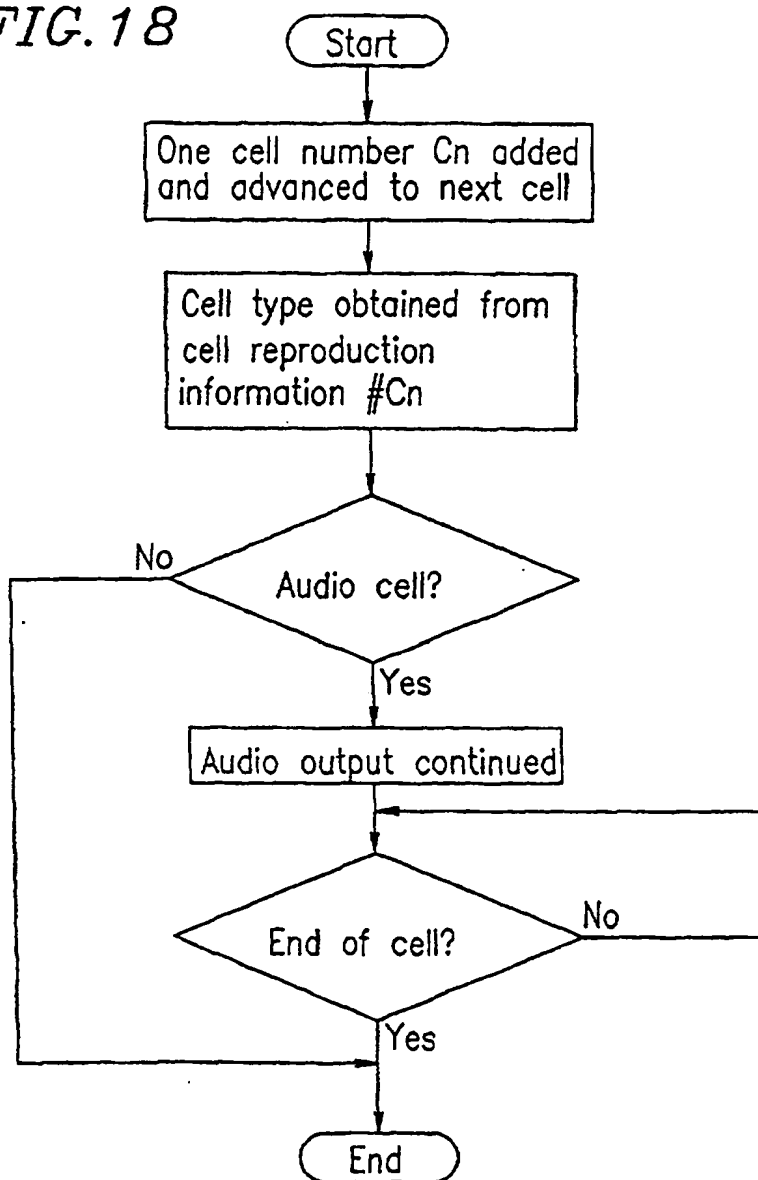 FIG.18
Start
One cell number Cn added
and advanced to next cell
Cell type obtained from
cell reproduction
information #Cn
No
Audio cell?
Yes
Audio output continued
End of cell?
No
Yes
End